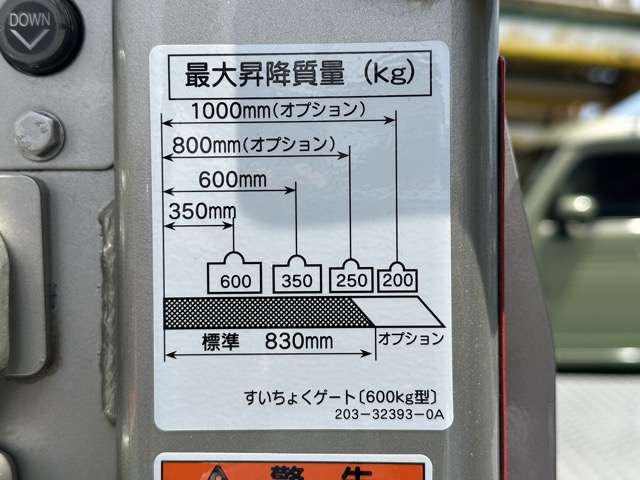 DOWN
最大昇降質量 (kg)
1000mm(オプション)
800mm(オプション)
600mm
350mm
600 350 250 200
標準 830mm オプション
すいちょくゲート〔600kg型〕
203-32393-0A
警告